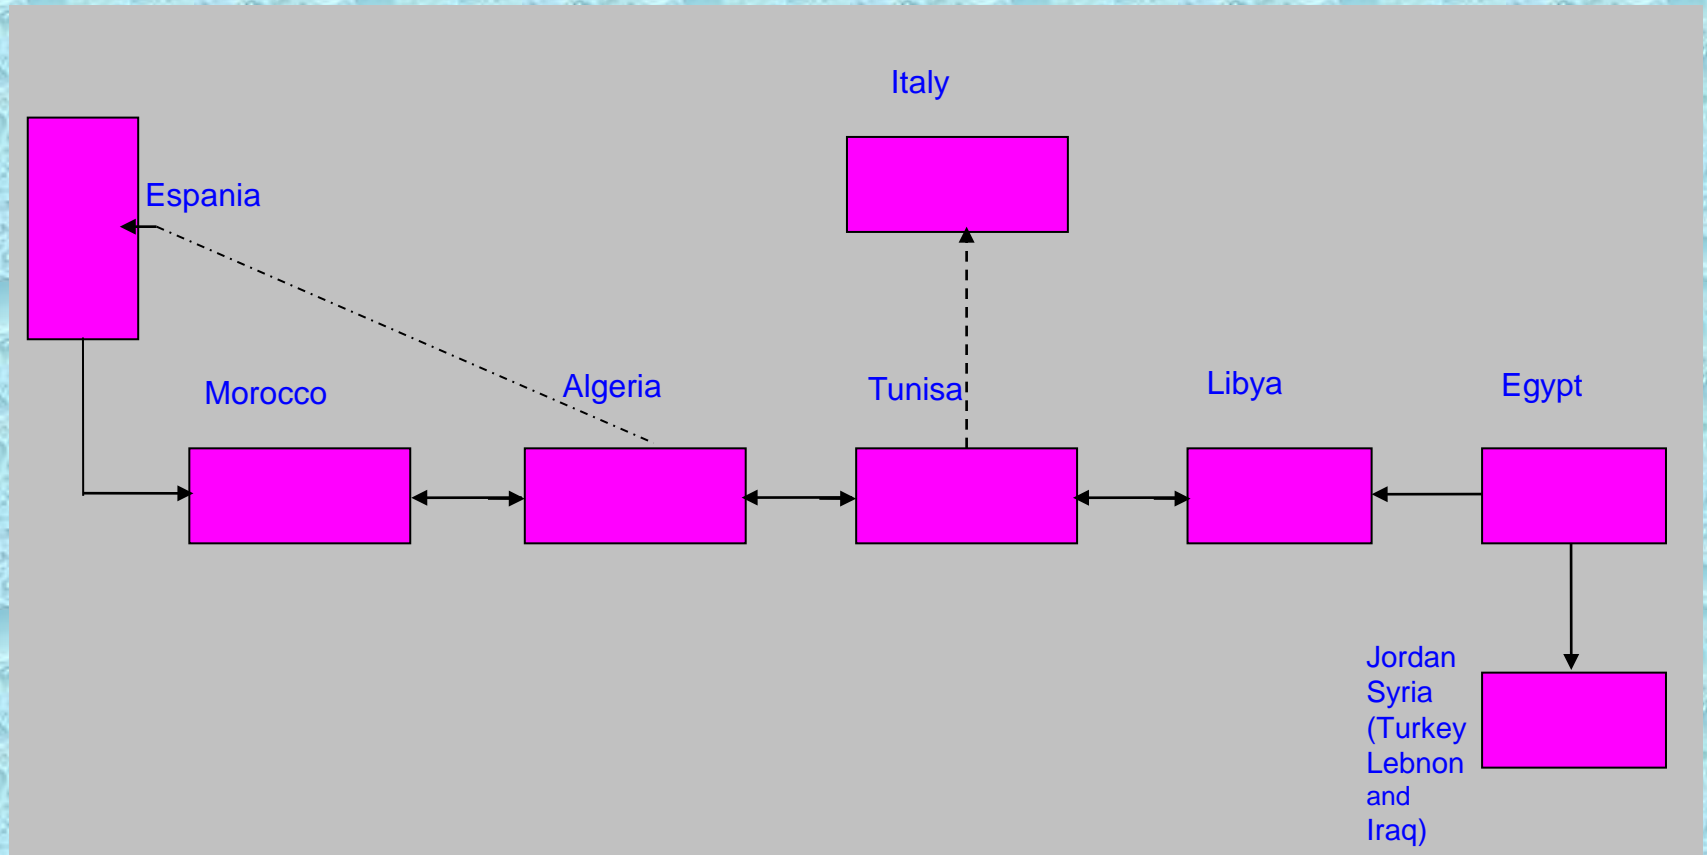 Italy
Espania
Morocco
Algeria
Tunisa
Libya
Egypt
Jordan
Syria
(Turkey
Lebnon
and
Iraq)